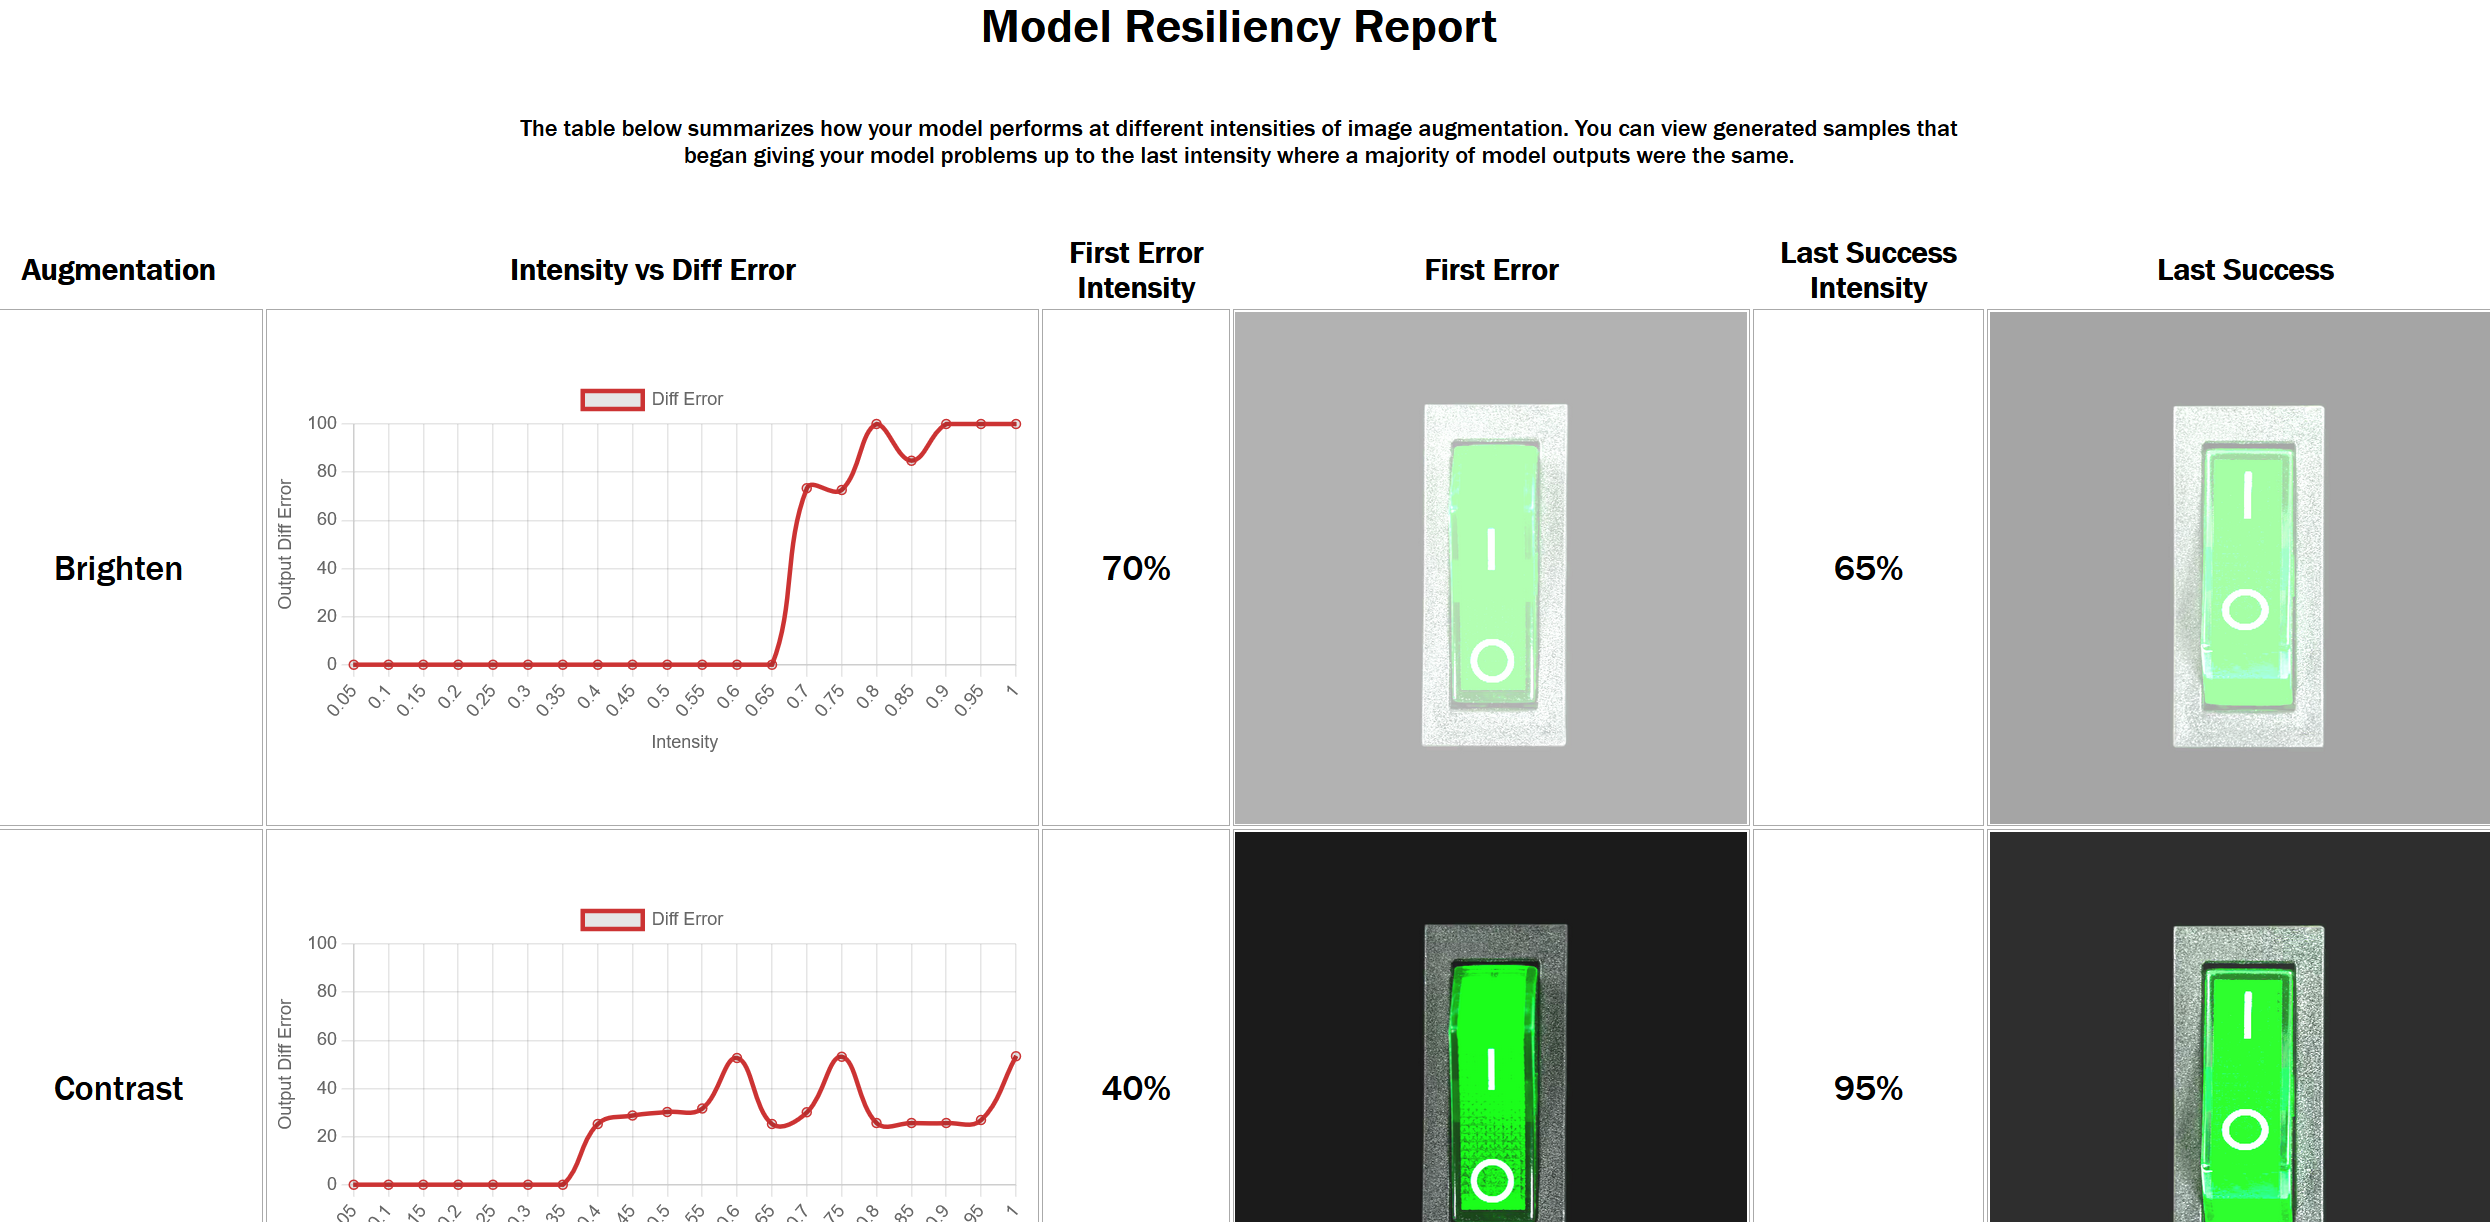 Model Resiliency Report
The table below summarizes how your model performs at different intensities of image augmentation. You can view generated samples that
began giving your model problems up to the last intensity where a majority of model outputs were the same.
Augmentation
Intensity vs Diff Error
First Error
Intensity
First Error
Last Success
Intensity
Last Success
Brighten
Diff Error
Output Diff Error
100
80
60
40
20
0
0.05 0.1 0.15 0.2 0.25 0.3 0.35 0.4 0.45 0.5 0.55 0.6 0.65 0.7 0.75 0.8 0.85 0.9 0.95 1
Intensity
70%
65%
Contrast
Diff Error
Output Diff Error
100
80
60
40
20
0
05 0.1 15 0.2 25 0.3 35 0.4 45 0.5 55 0.6 65 0.7 75 0.8 85 0.9 95 1
40%
95%